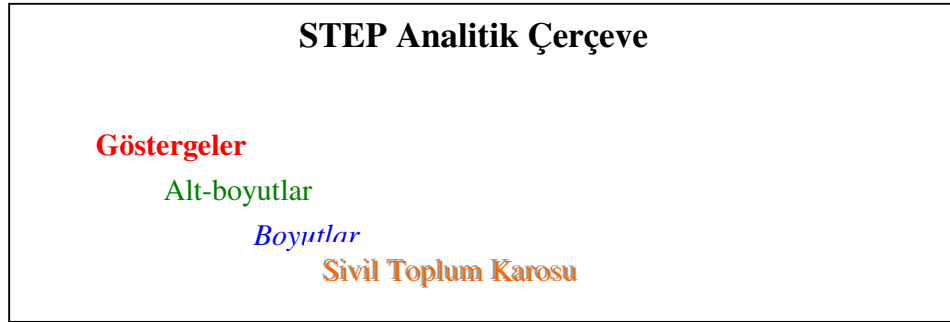 STEP Analitik Çerçeve
Göstergeler
Alt-boyutlar
Boyutlar
Sivil Toplum Karosu